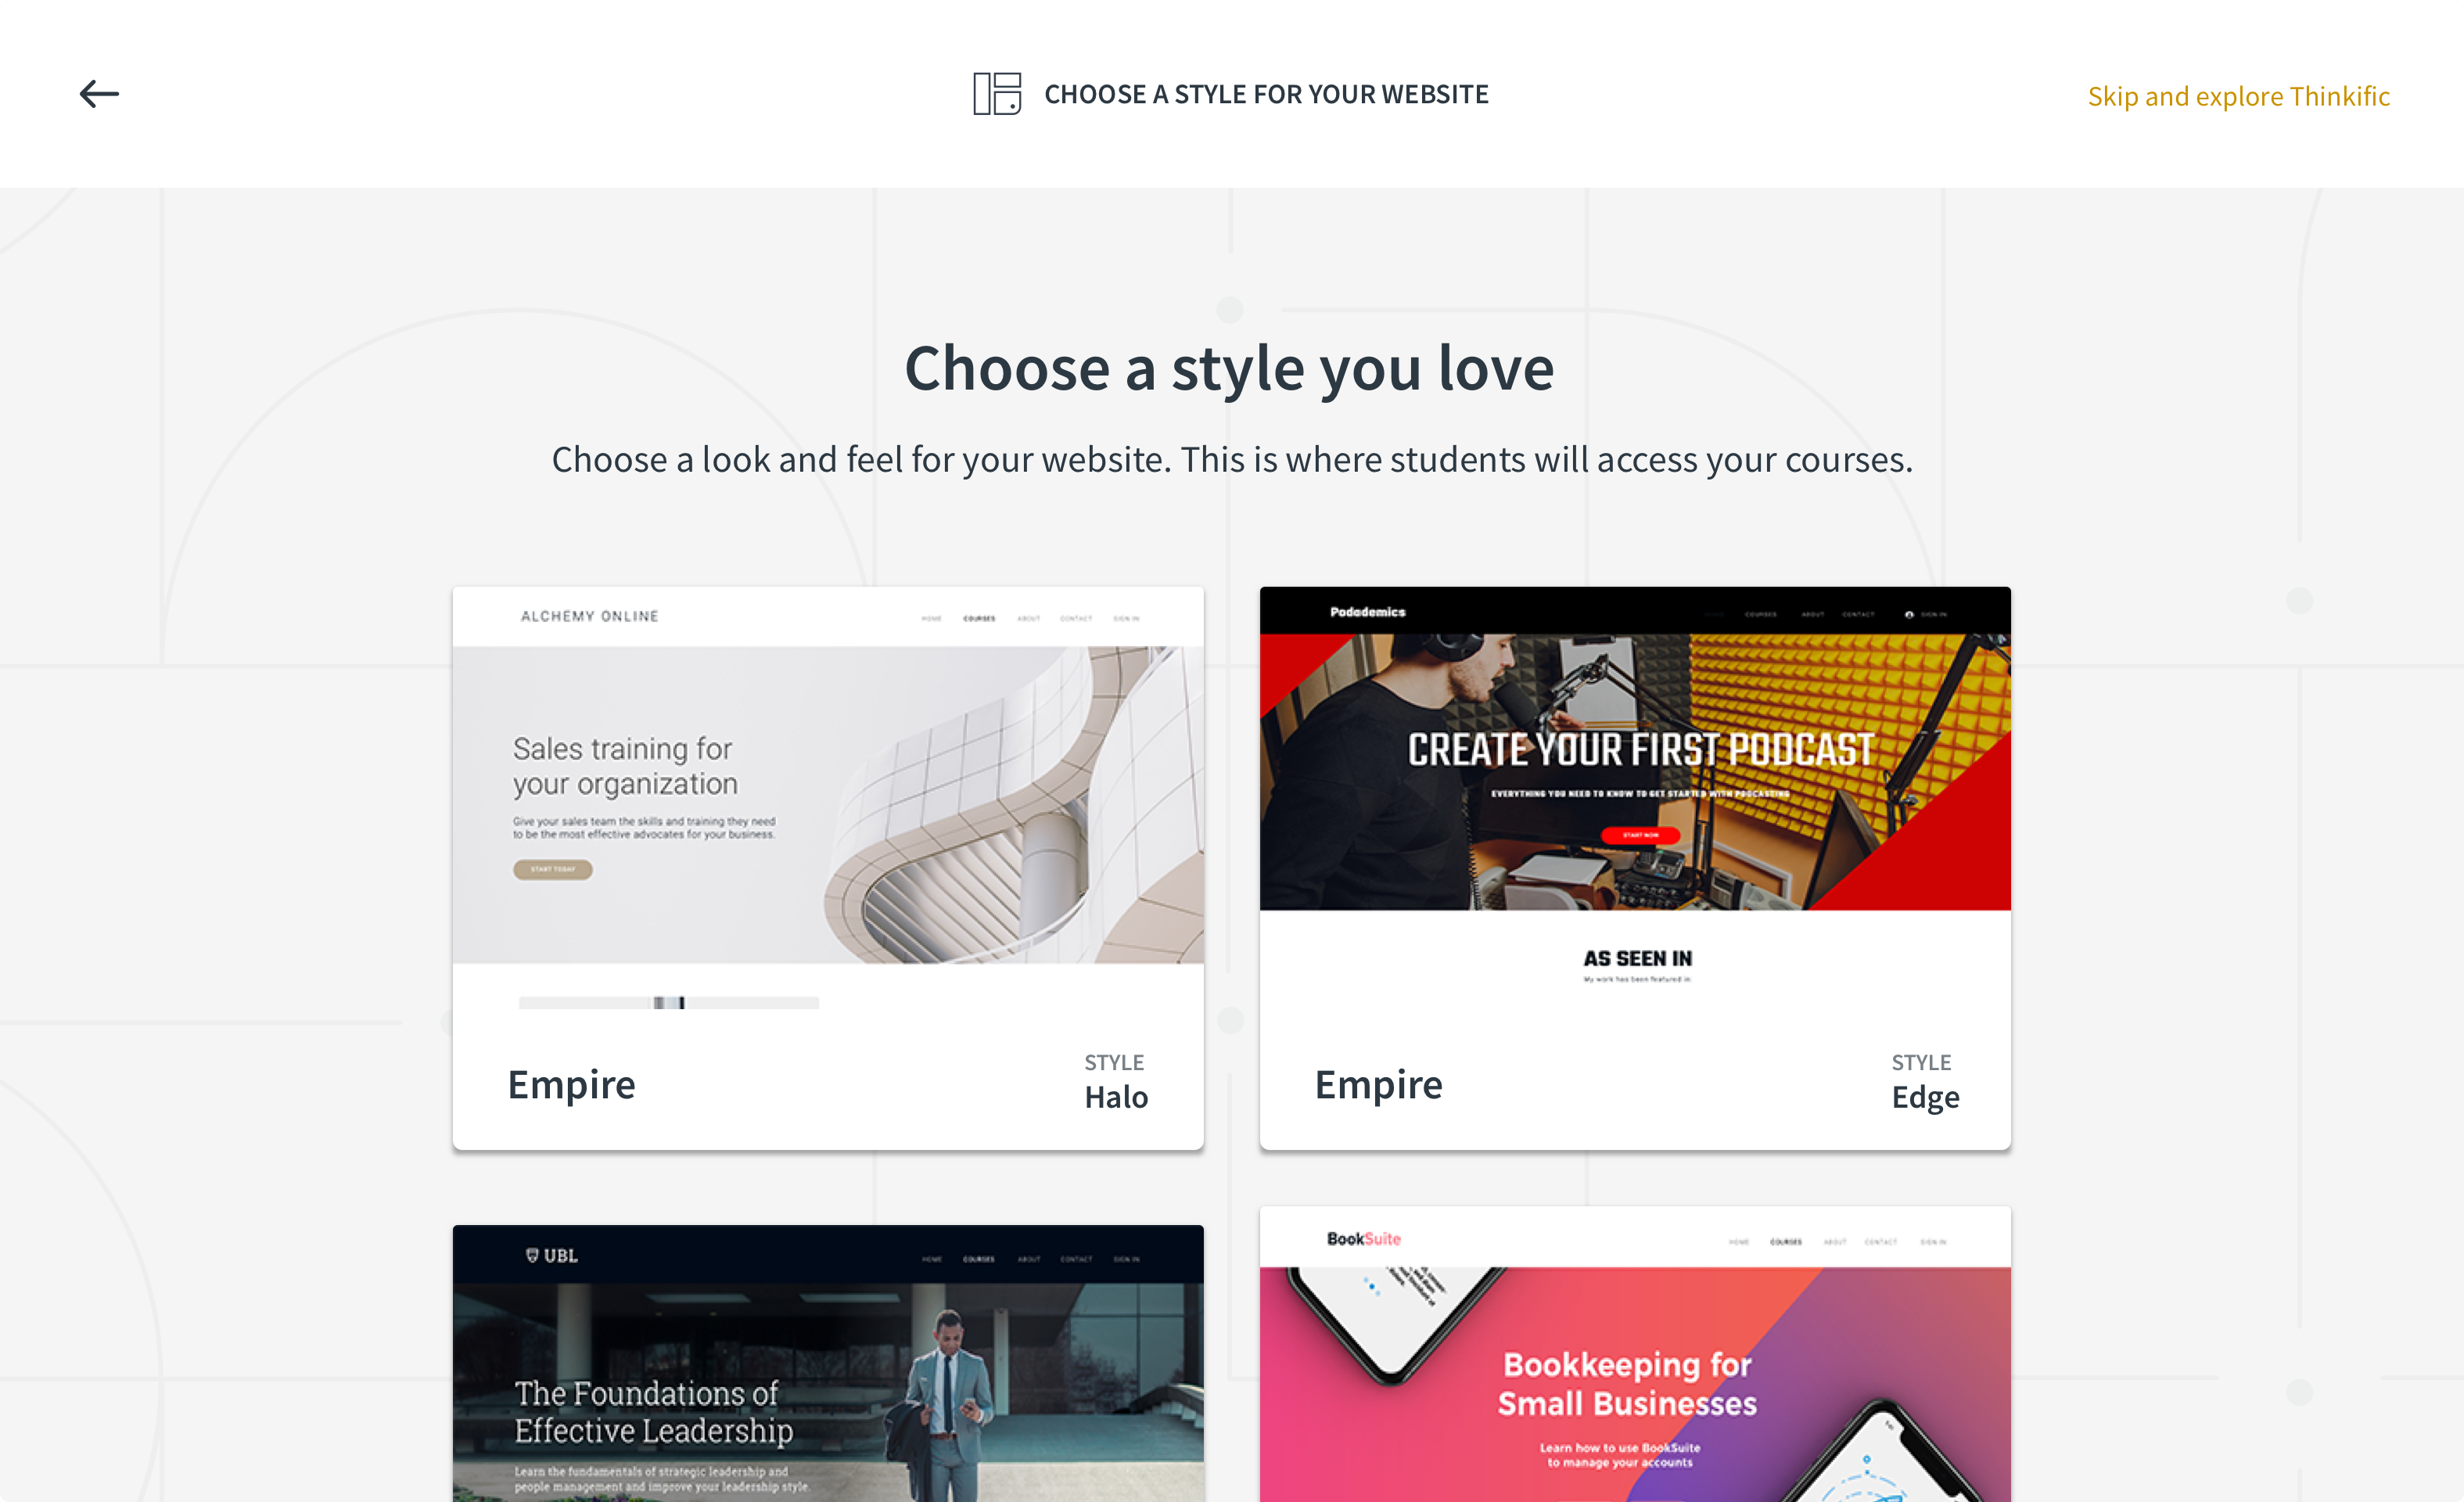 CHOOSE A STYLE FOR YOUR WEBSITE
Skip and explore Thinkific
Choose a style you love
Choose a look and feel for your website. This is where students will access your courses.
ALCHEMY ONLINE
HOME COURSES ABOUT CONTACT SIGN IN
Sales training for
your organization
Give your sales team the skills and training they need
to be the most effective advocates for your business.
START TODAY
Empire
STYLE
Halo
Podademics
COURSES ABOUT CONTACT SIGN IN
CREATE YOUR FIRST PODCAST
EVERYTHING YOU NEED TO KNOW TO GET STARTED WITH PODCASTING
START NOW
AS SEEN IN
My work has been featured in:
Empire
STYLE
Edge
UBL
HOME COURSES ABOUT CONTACT SIGN IN
The Foundations of
Effective Leadership
Learn the fundamentals of strategic leadership and
people management and improve your leadership style.
BookSuite
HOME COURSES ABOUT CONTACT SIGN IN
Bookkeeping for
Small Businesses
Learn how to use BookSuite
to manage your accounts